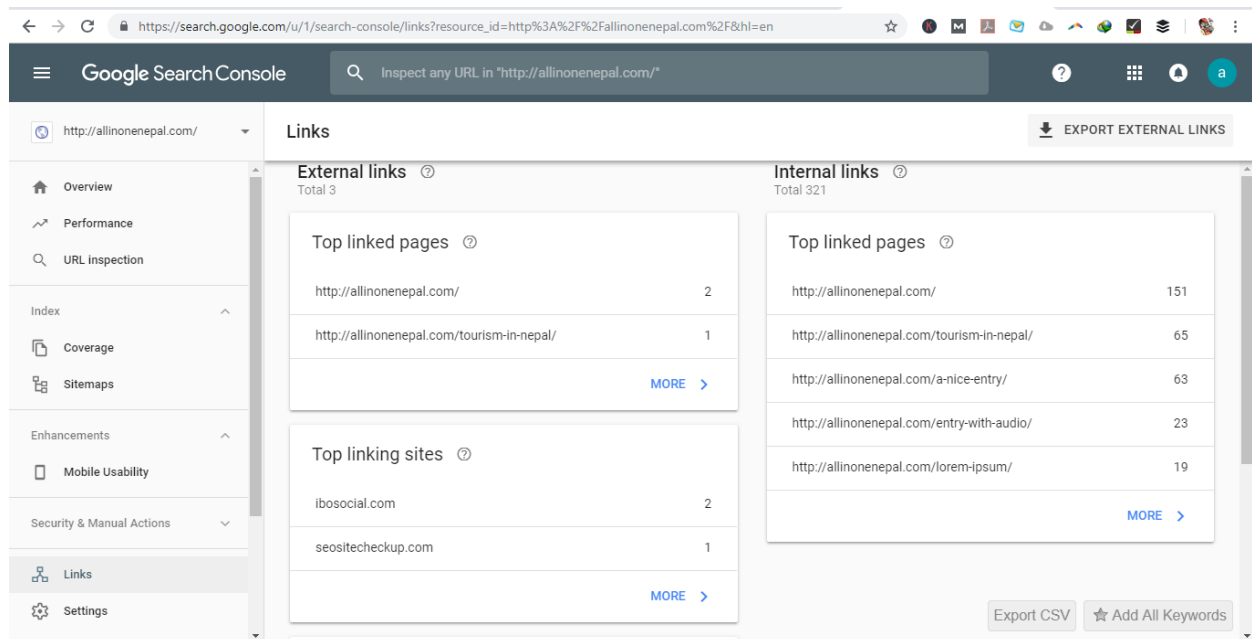 https://search.google.com/u/1/search-console/links?resource_id=http%3A%2F%2Fallinonenepal.com%2F&hl=en
Google Search Console
Inspect any URL in "http://allinonenepal.com/"
a
http://allinonenepal.com/
Links
EXPORT EXTERNAL LINKS
Overview
Performance
URL inspection
Index
Coverage
Sitemaps
Enhancements
Mobile Usability
Security & Manual Actions
Links
Settings
External links
Total 3
Top linked pages
http://allinonenepal.com/ 2
http://allinonenepal.com/tourism-in-nepal/ 1
MORE
Top linking sites
ibosocial.com 2
seositecheckup.com 1
MORE
Internal links
Total 321
Top linked pages
http://allinonenepal.com/ 151
http://allinonenepal.com/tourism-in-nepal/ 65
http://allinonenepal.com/a-nice-entry/ 63
http://allinonenepal.com/entry-with-audio/ 23
http://allinonenepal.com/lorem-ipsum/ 19
MORE
Export CSV
Add All Keywords